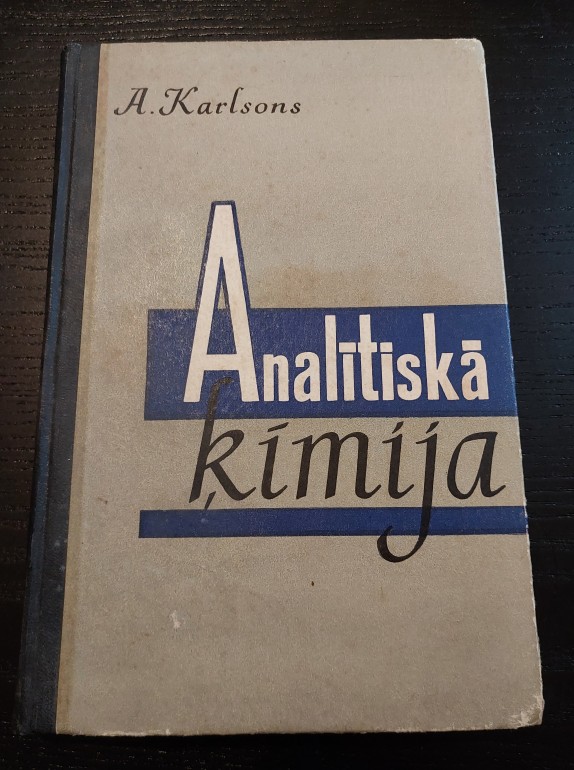 A. Karlsons
Analītiskā
ķīmija